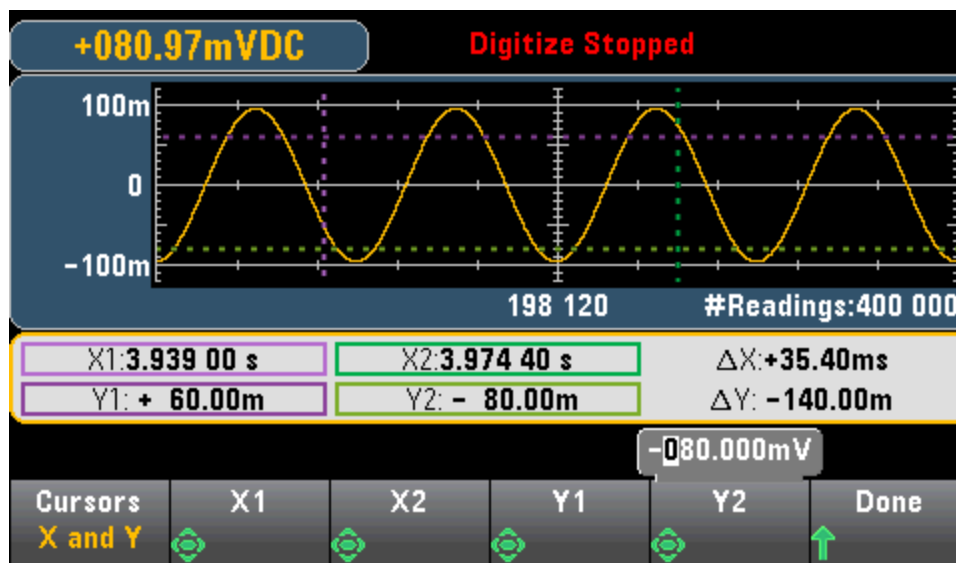 +080.97mVDC Digitize Stopped
100m
0
-100m
198 120 #Readings:400 000
X1:3.939 00 s X2:3.974 40 s ΔX:+35.40ms
Y1: + 60.00m Y2: - 80.00m ΔY: -140.00m
-080.000mV
Cursors X1 X2 Y1 Y2 Done
X and Y